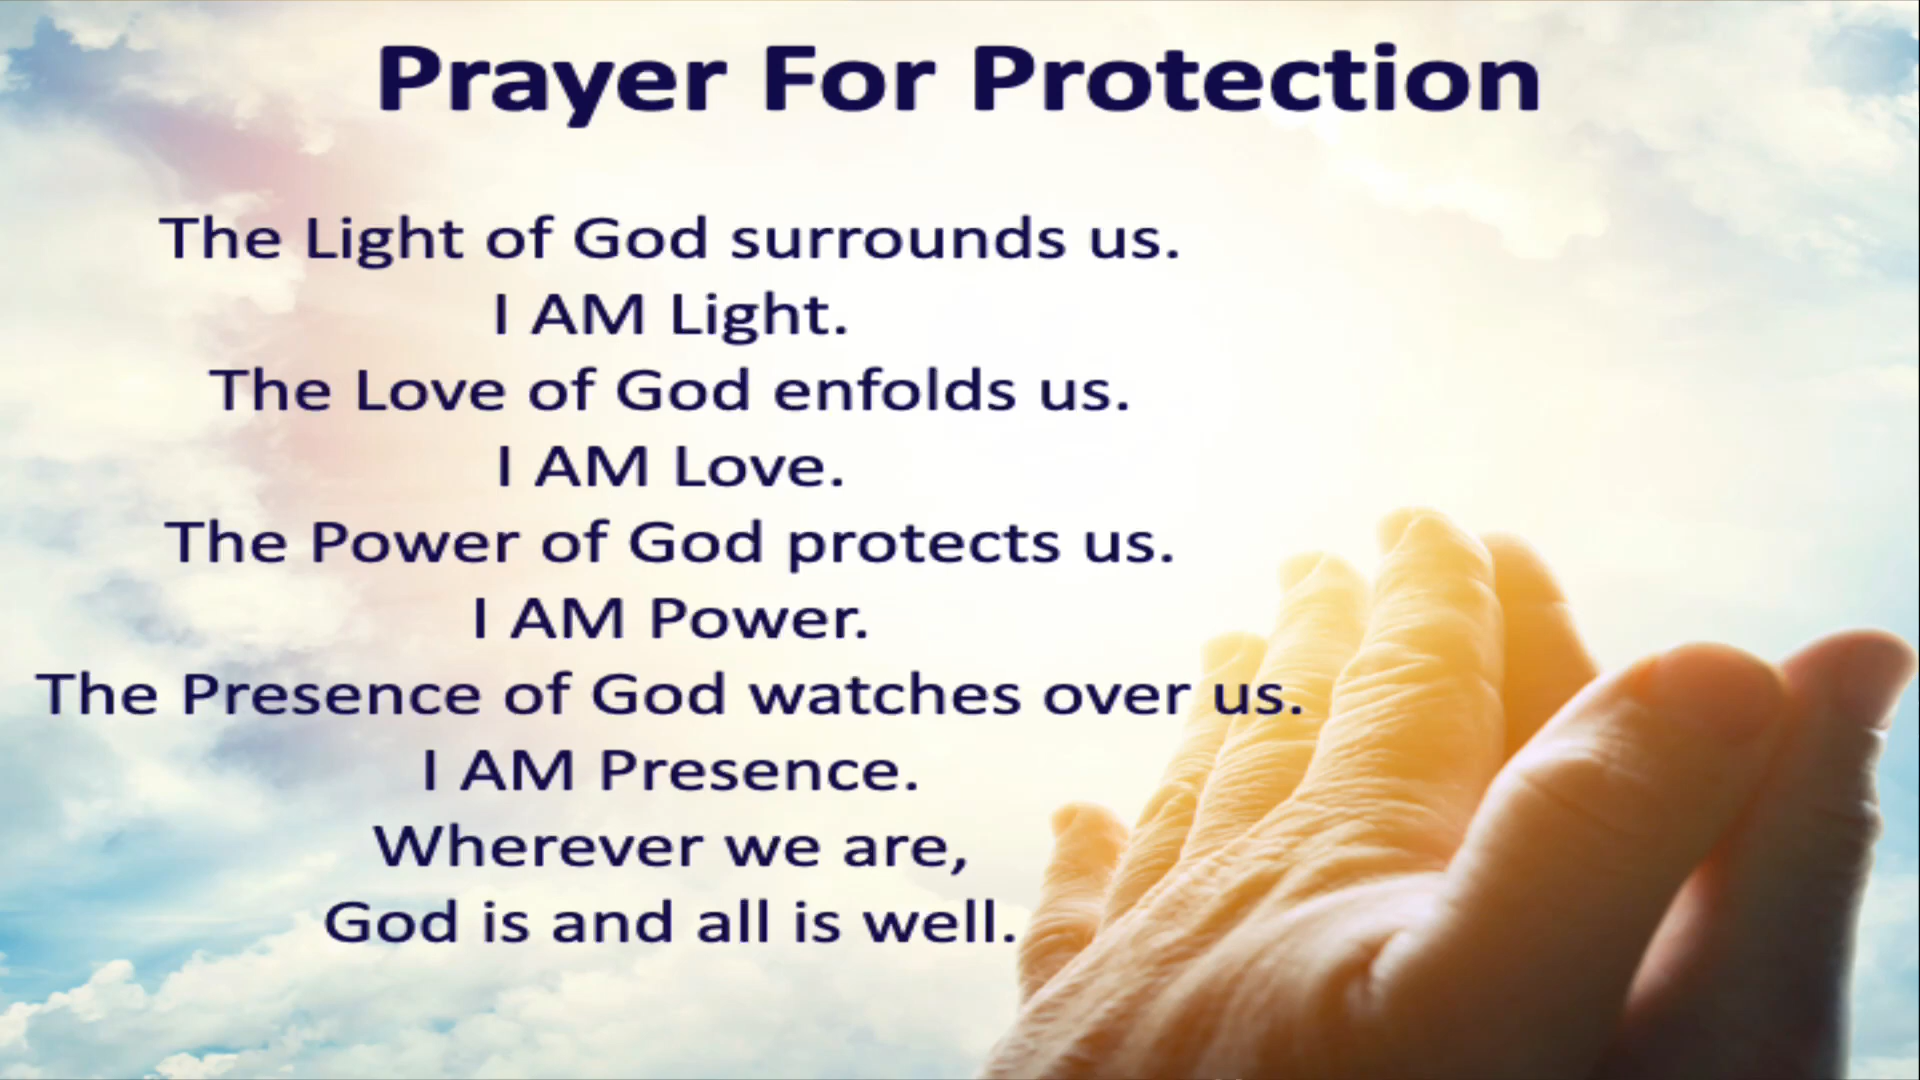 Prayer For Protection
The Light of God surrounds us.
I AM Light.
The Love of God enfolds us.
I AM Love.
The Power of God protects us.
I AM Power.
The Presence of God watches over us.
I AM Presence.
Wherever we are,
God is and all is well.